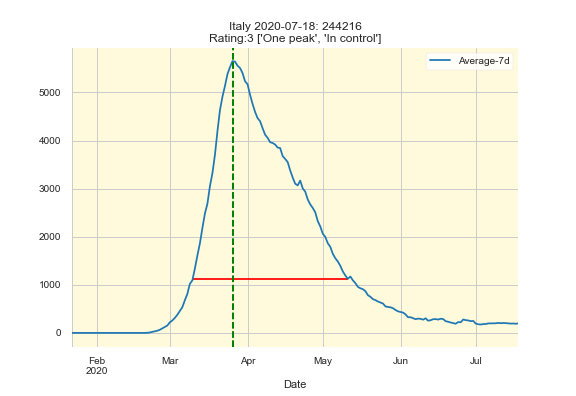 Italy 2020-07-18: 244216
Rating:3 ['One peak', 'In control']
Average-7d
5000
4000
3000
2000
1000
0
Feb Mar Apr May Jun Jul
2020
Date